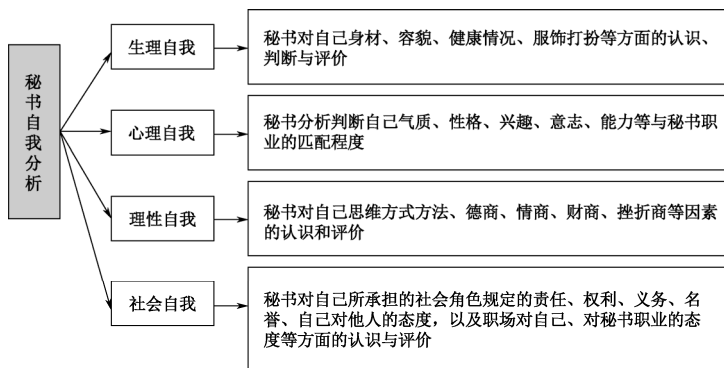 秘书自我分析
生理自我
秘书对自己身材、容貌、健康情况、服饰打扮等方面的认识、
判断与评价
心理自我
秘书分析判断自己气质、性格、兴趣、意志、能力等与秘书职
业的匹配程度
理性自我
秘书对自己思维方式方法、德商、情商、财商、挫折商等因素
的认识和评价
社会自我
秘书对自己所承担的社会角色规定的责任、权利、义务、名
誉、自己对他人的态度，以及职场对自己、对秘书职业的态
度等方面的认识与评价